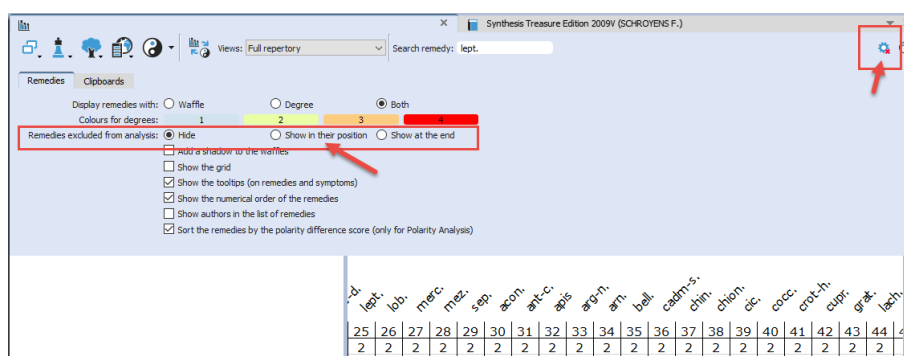 Synthesis Treasure Edition 2009V (SCHROYENS F.)
Views: Full repertory Search remedy: lept.
Remedies Clipboards
Display remedies with: Waffle Degree Both
Colours for degrees: 1 2 3 4
Remedies excluded from analysis: Hide Show in their position Show at the end
Add a shadow to the waffles
Show the grid
Show the tooltips (on remedies and symptoms)
Show the numerical order of the remedies
Show authors in the list of remedies
Sort the remedies by the polarity difference score (only for Polarity Analysis)
-d. lept. lob. merc. mez. sep. acon. ant-c. apis arg-n. arn. bell. cadm-s. chin. chion. cic. cocc. crot-h. cupr. grat. lach.
25 26 27 28 29 30 31 32 33 34 35 36 37 38 39 40 41 42 43 44 4
2 2 2 2 2 2 2 2 2 2 2 2 2 2 2 2 2 2 2 2